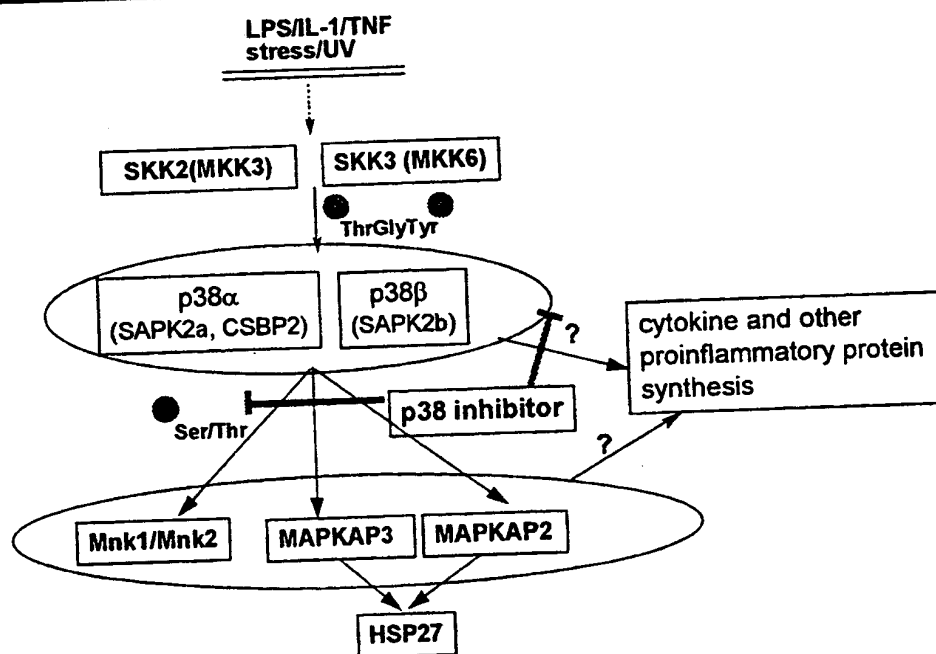 LPS/IL-1/TNF
stress/UV
SKK2(MKK3)
SKK3 (MKK6)
ThrGlyTyr
p38α
(SAPK2a, CSBP2)
p38β
(SAPK2b)
?
cytokine and other
proinflammatory protein
synthesis
p38 inhibitor
Ser/Thr
?
Mnk1/Mnk2
MAPKAP3
MAPKAP2
HSP27